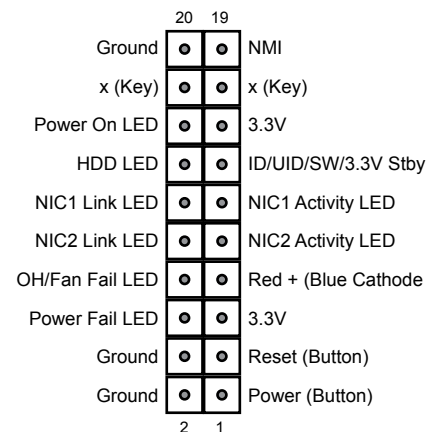 20 19
Ground NMI
x (Key) x (Key)
Power On LED 3.3V
HDD LED ID/UID/SW/3.3V Stby
NIC1 Link LED NIC1 Activity LED
NIC2 Link LED NIC2 Activity LED
OH/Fan Fail LED Red + (Blue Cathode
Power Fail LED 3.3V
Ground Reset (Button)
Ground Power (Button)
2 1